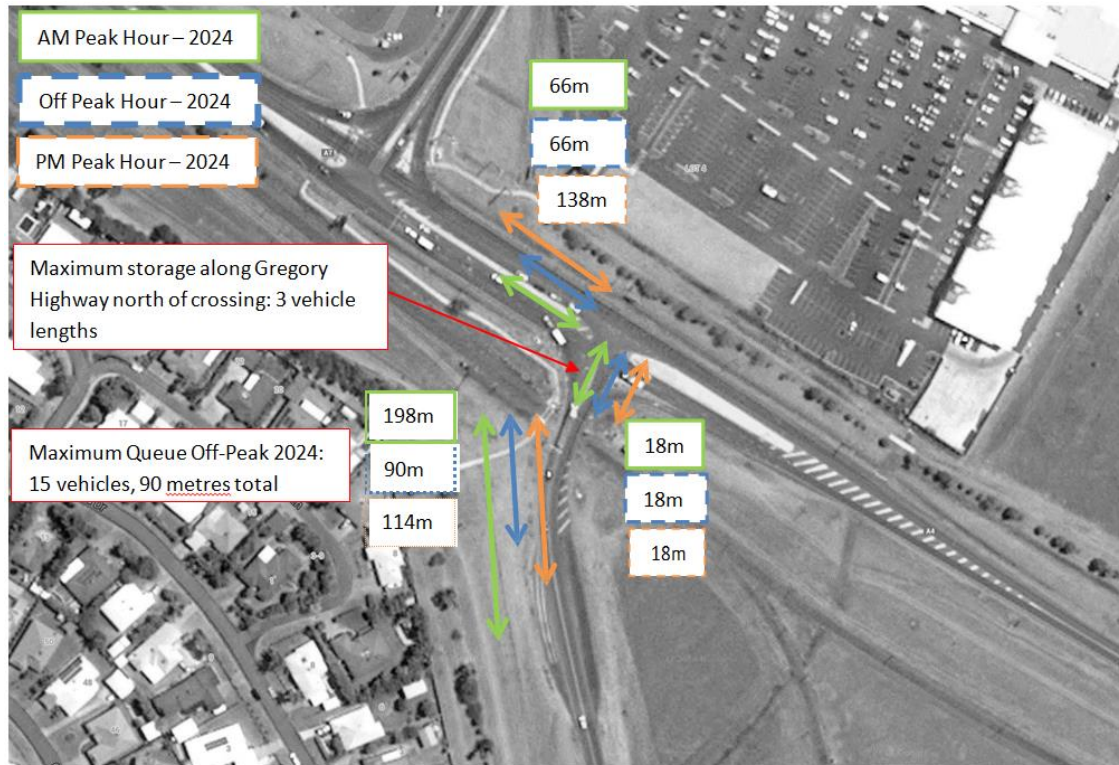 AM Peak Hour – 2024
Off Peak Hour – 2024
PM Peak Hour – 2024
66m
66m
138m
Maximum storage along Gregory
Highway north of crossing: 3 vehicle
lengths
198m
90m
114m
Maximum Queue Off-Peak 2024:
15 vehicles, 90 metres total
18m
18m
18m
A4
17